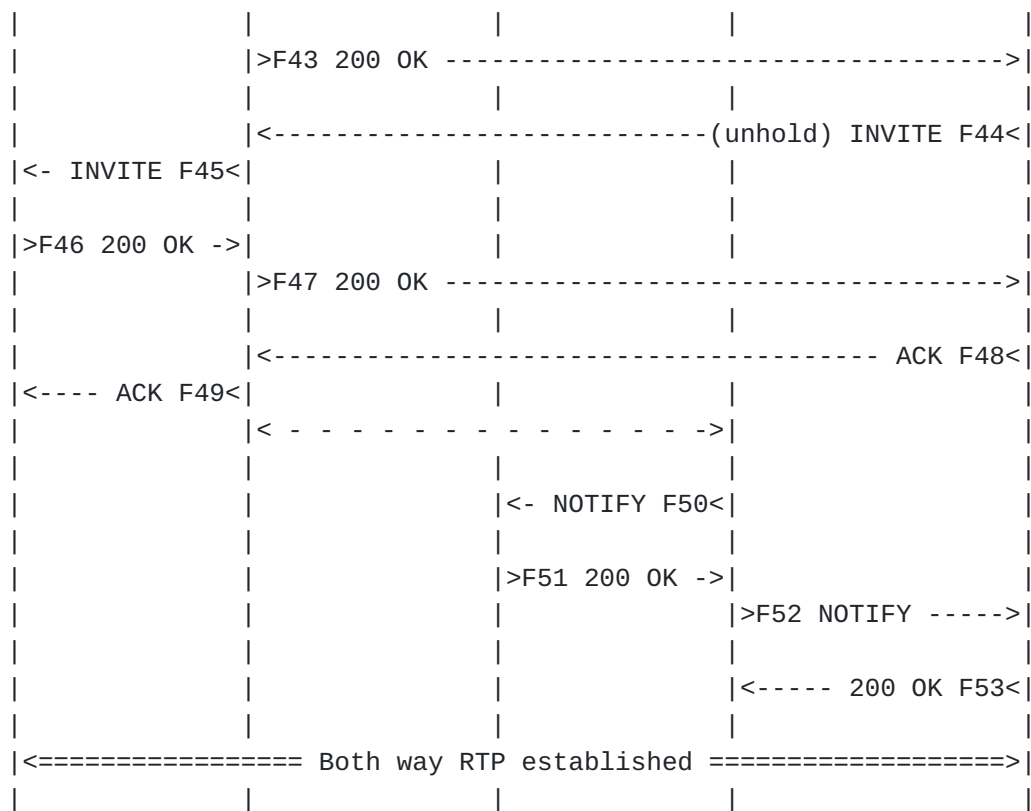 |               |                |               |                   |
|               |>F43 200 OK ------------------------------------>|
|               |                |               |                   |
|               |<----------------------------(unhold) INVITE F44<|
|<- INVITE F45<|                |               |                   |
|               |                |               |                   |
|>F46 200 OK ->|                |               |                   |
|               |>F47 200 OK ------------------------------------>|
|               |                |               |                   |
|               |<--------------------------------------- ACK F48<|
|<---- ACK F49<|                |               |                   |
|               |< - - - - - - - - - - - - - ->|                   |
|               |                |               |                   |
|               |                |<- NOTIFY F50<|                   |
|               |                |               |                   |
|               |                |>F51 200 OK ->|                   |
|               |                |               |>F52 NOTIFY ----->|
|               |                |               |                   |
|               |                |               |<----- 200 OK F53<|
|               |                |               |                   |
|<================= Both way RTP established ===================>|
|               |                |               |                   |